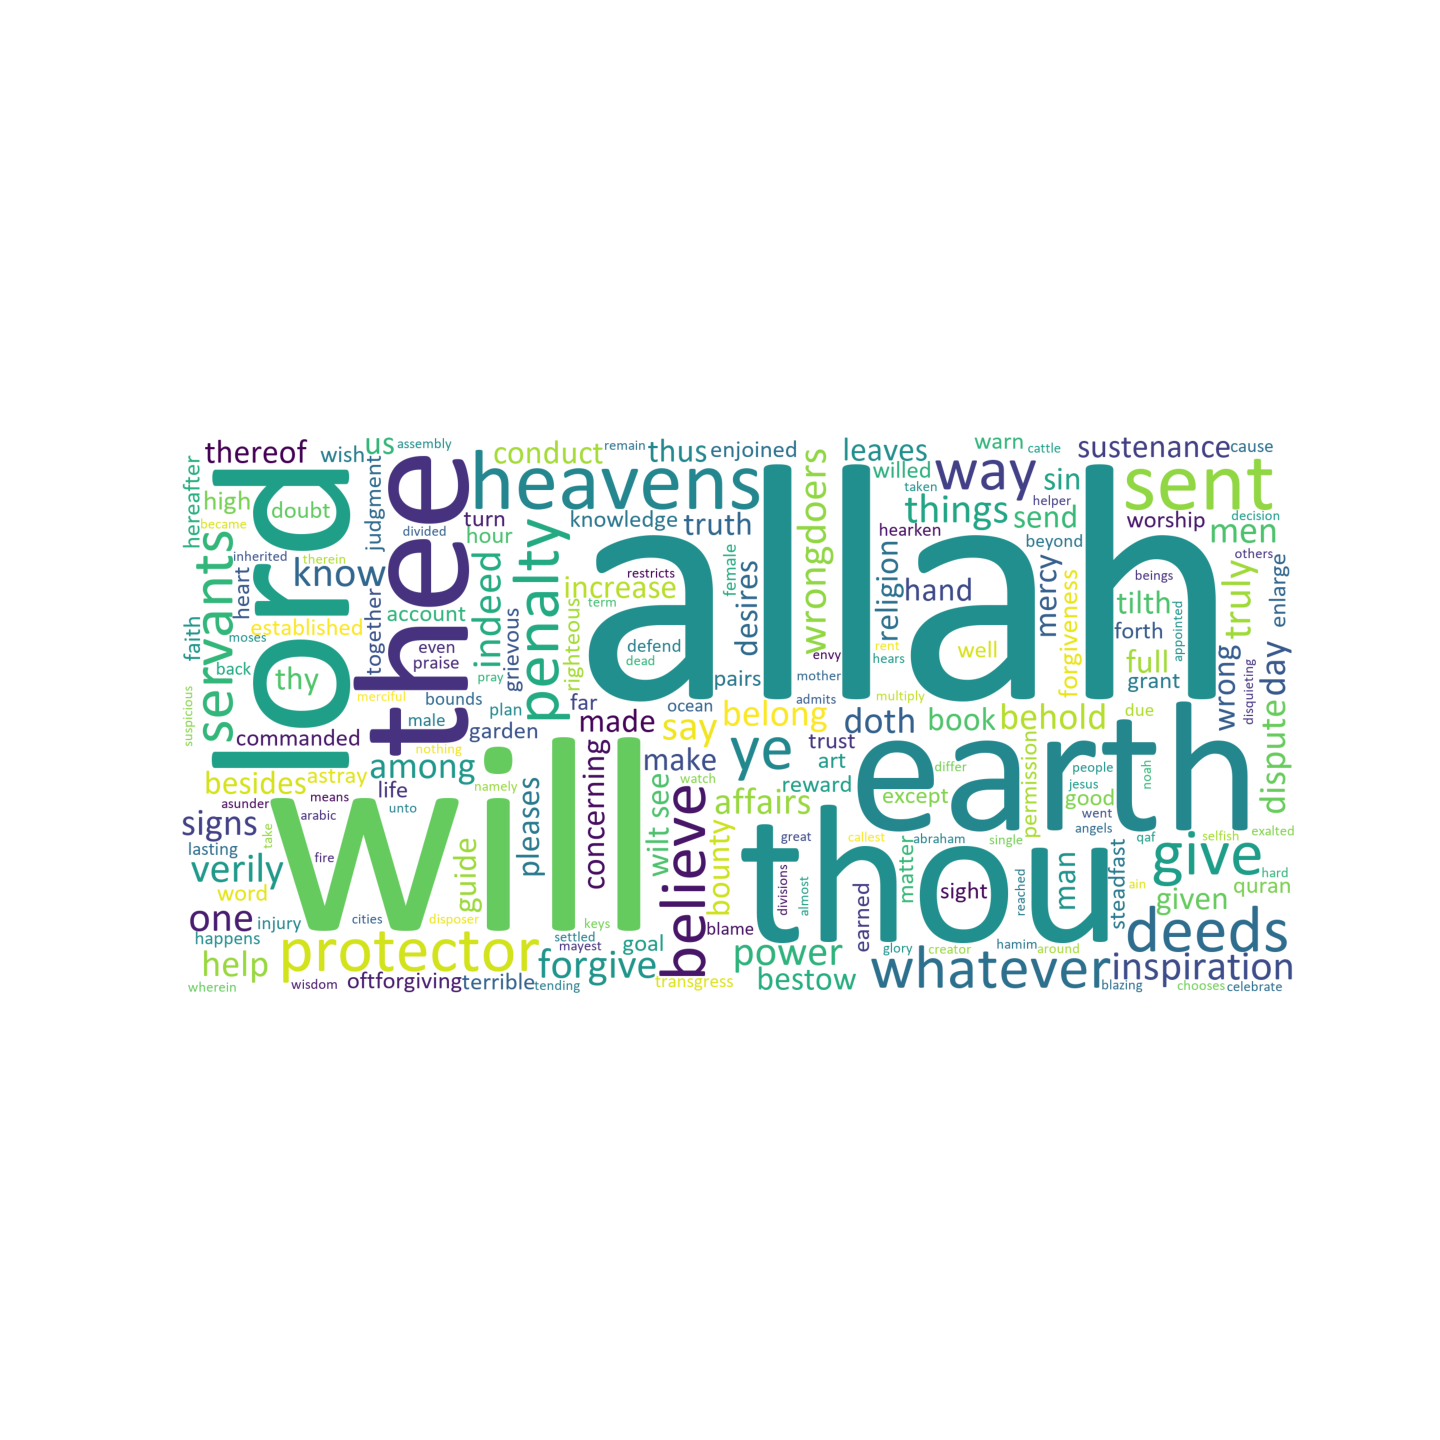 allah
will
lord
thee
thou
earth
heavens
sent
protector
believe
penalty
servants
way
whatever
deeds
give
ye
inspiration
know
one
verily
signs
help
thereof
wish
us
assembly
conduct
remain
thus
enjoined
leaves
warn
cattle
sustenance
cause
hereafter
high
doubt
judgment
became
inherited
therein
divided
turn
hour
knowledge
truth
wrongdoers
willed
taken
things
hearken
helper
sin
send
beyond
worship
men
decision
others
faith
heart
moses
back
established
together
account
indeed
grievous
righteous
increase
restricts
term
female
desires
religion
hand
mercy
forgiveness
beings
tilth
forth
appointed
truly
enlarge
suspicious
thy
merciful
even
praise
pray
bounds
male
plan
far
defend
dead
pairs
envy
mother
admits
hears
rent
multiply
well
full
grant
wrong
disquieting
day
commanded
nothing
garden
ocean
made
say
belong
doth
book
behold
due
dispute
besides
astray
among
namely
concerning
make
watch
trust
art
reward
differ
except
permission
people
jesus
good
noah
asunder
means
life
unto
arabic
pleases
wilt see
affairs
went
angels
qaf
selfish
exalted
take
lasting
fire
guide
bounty
great
callest
abraham
single
matter
man
steadfast
word
injury
cities
disposer
keys
divisions
almost
earned
sight
reached
ain
given
quran
hard
happens
settled
mayest
goal
blame
power
glory
creator
hamim
around
wherein
wisdom
oftforgiving
terrible
tending
forgive
transgress
bestow
blazing
chooses
celebrate